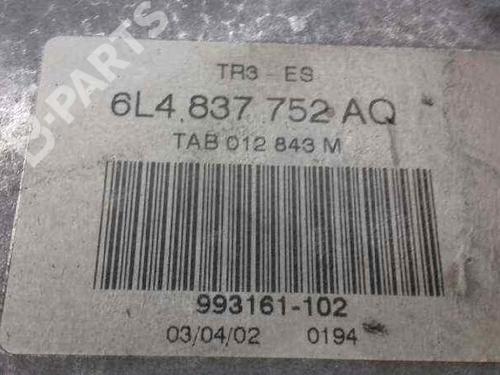 TR3 - ES
6L4 837 752 AQ
TAB 012 843 M
993161-102
03/04/02 0194
B-PARTS